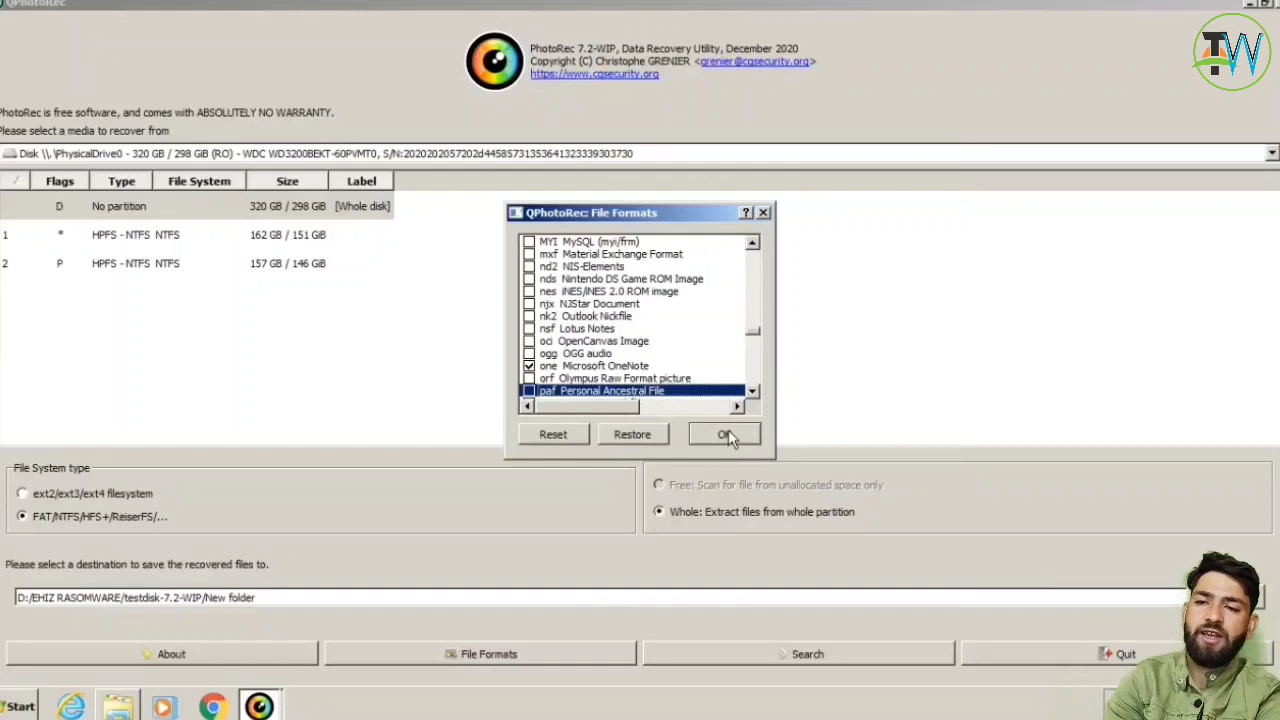 QPhotoRec
TW
PhotoRec 7.2-WIP, Data Recovery Utility, December 2020
Copyright (C) Christophe GRENIER <grenier@cgsecurity.org>
https://www.cgsecurity.org
PhotoRec is free software, and comes with ABSOLUTELY NO WARRANTY.
Please select a media to recover from
Disk \\.\PhysicalDrive0 - 320 GB / 298 GiB (RO) - WDC WD3200BEKT-60PVMT0, S/N:2020202057202d44585731353641323339303730
Flags Type File System Size Label
D No partition 320 GB / 298 GiB [Whole disk]
1 * HPFS - NTFS NTFS 162 GB / 151 GiB
2 P HPFS - NTFS NTFS 157 GB / 146 GiB
QPhotoRec: File Formats
MYI MySQL (myi/frm)
mxf Material Exchange Format
nd2 NIS-Elements
nds Nintendo DS Game ROM Image
nes iNES/iNES 2.0 ROM image
njx NJStar Document
nk2 Outlook Nickfile
nsf Lotus Notes
oci OpenCanvas Image
ogg OGG audio
one Microsoft OneNote
orf Olympus Raw Format picture
paf Personal Ancestral File
Reset Restore OK
File System type
ext2/ext3/ext4 filesystem
FAT/NTFS/HFS+/ReiserFS/...
Free: Scan for file from unallocated space only
Whole: Extract files from whole partition
Please select a destination to save the recovered files to.
D:/EHIZ RASOMWARE/testdisk-7.2-WIP/New folder
About File Formats Search Quit
Start